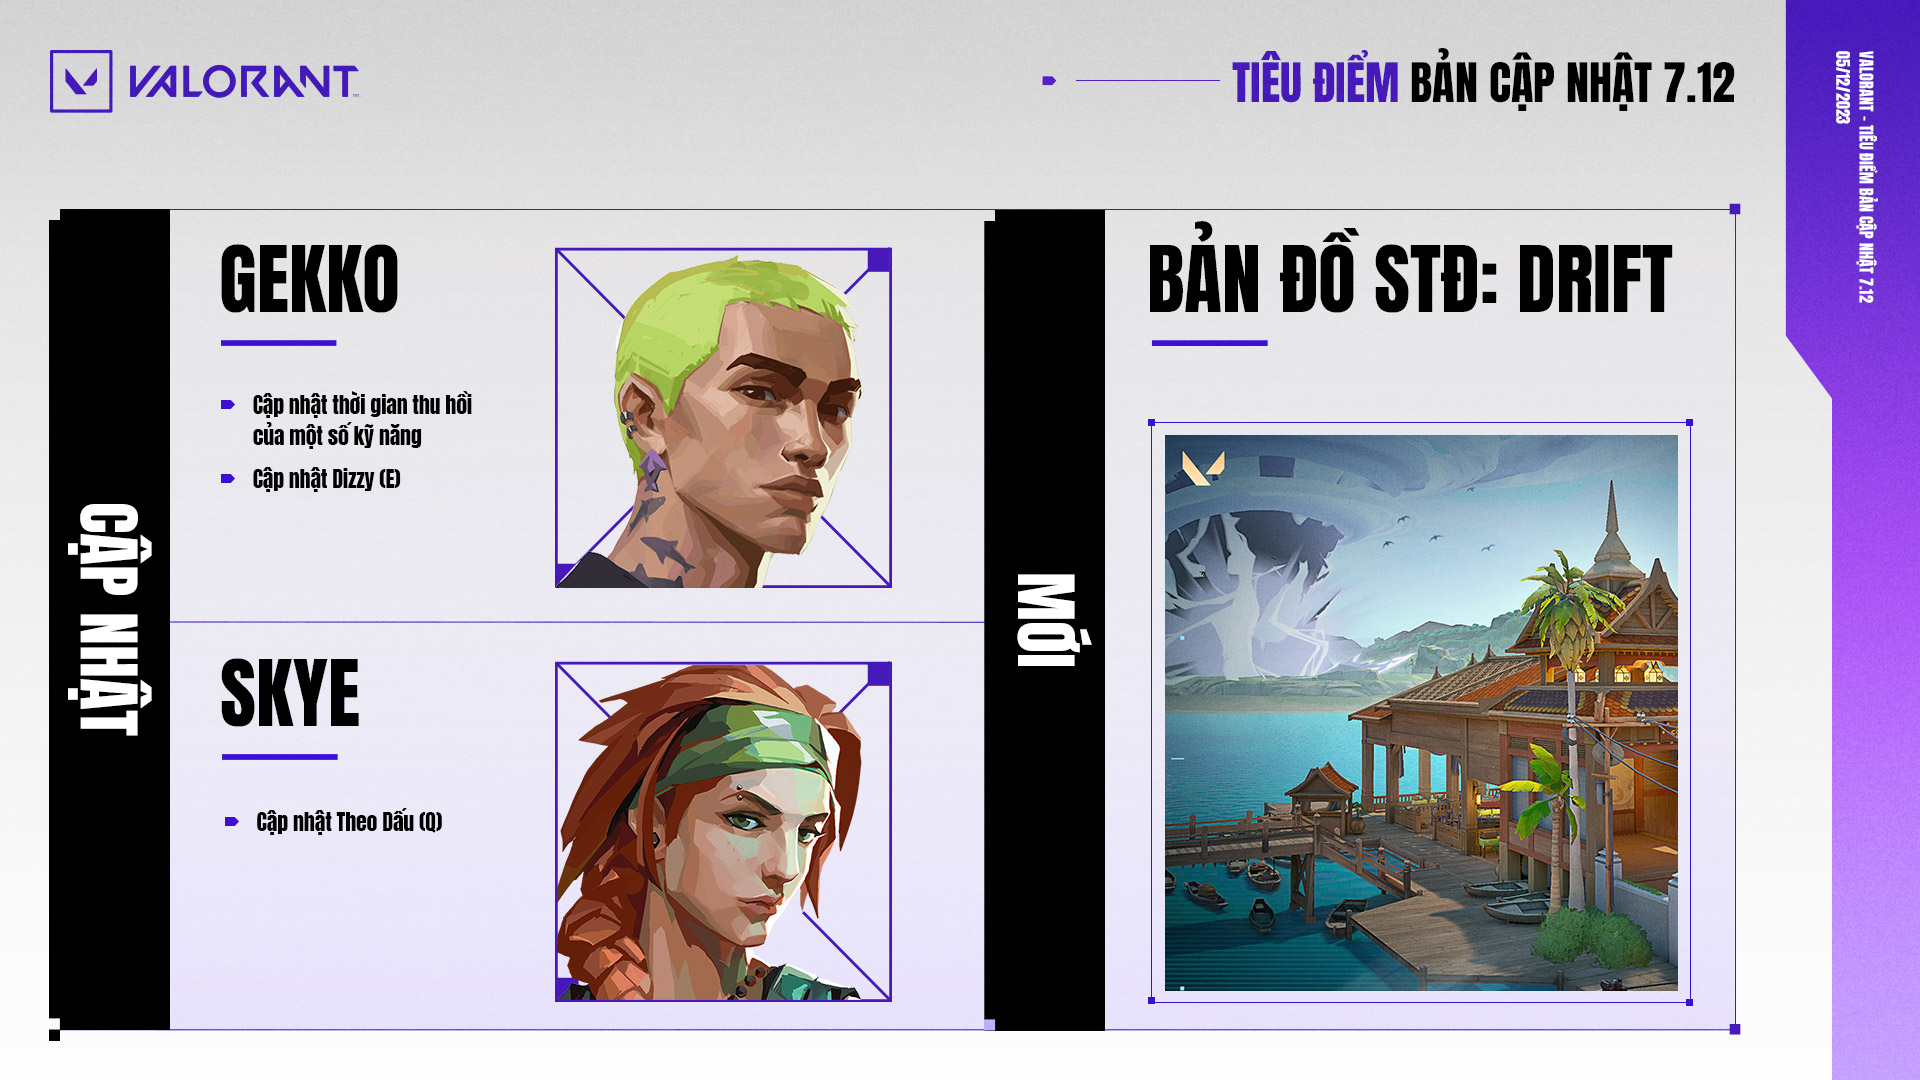 VALORANT
TIÊU ĐIỂM BẢN CẬP NHẬT 7.12
VALORANT - TIÊU ĐIỂM BẢN CẬP NHẬT 7.12
05/12/2023
CẬP NHẬT
GEKKO
Cập nhật thời gian thu hồi
của một số kỹ năng
Cập nhật Dizzy (E)
SKYE
Cập nhật Theo Dấu (Q)
MỚI
BẢN ĐỒ STĐ: DRIFT